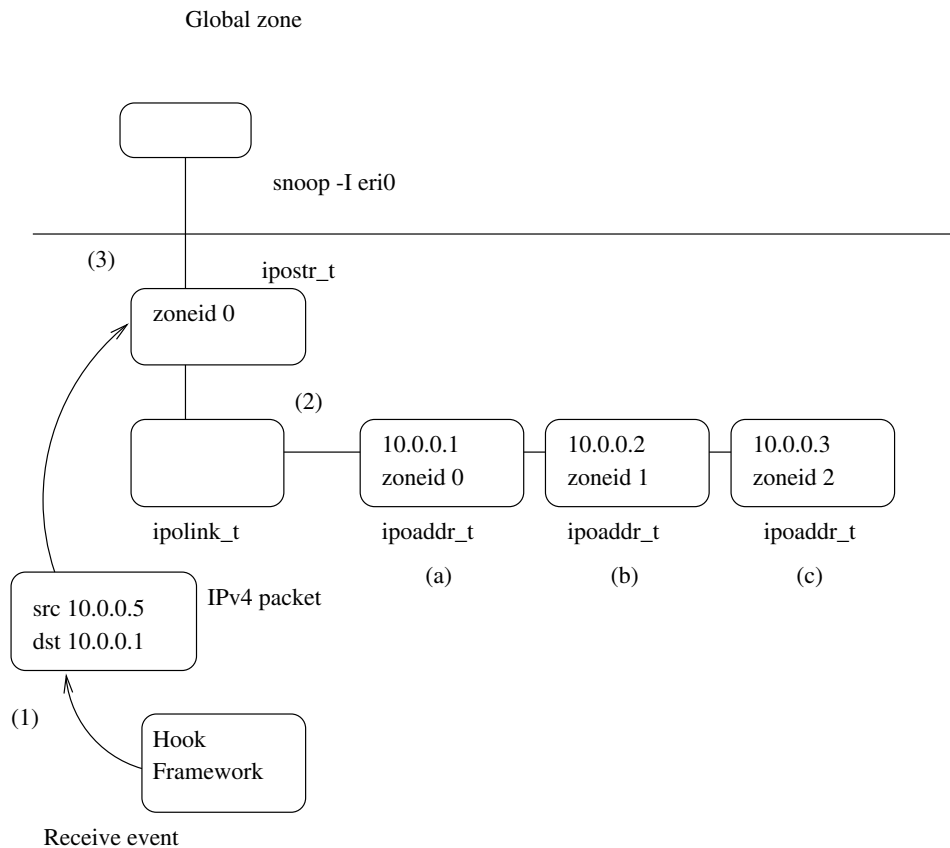 Global zone
snoop -I eri0
(3)
ipostr_t
zoneid 0
(2)
10.0.0.1
zoneid 0
10.0.0.2
zoneid 1
10.0.0.3
zoneid 2
ipolink_t
ipoaddr_t
ipoaddr_t
ipoaddr_t
(a)
(b)
(c)
IPv4 packet
src 10.0.0.5
dst 10.0.0.1
(1)
Hook
Framework
Receive event